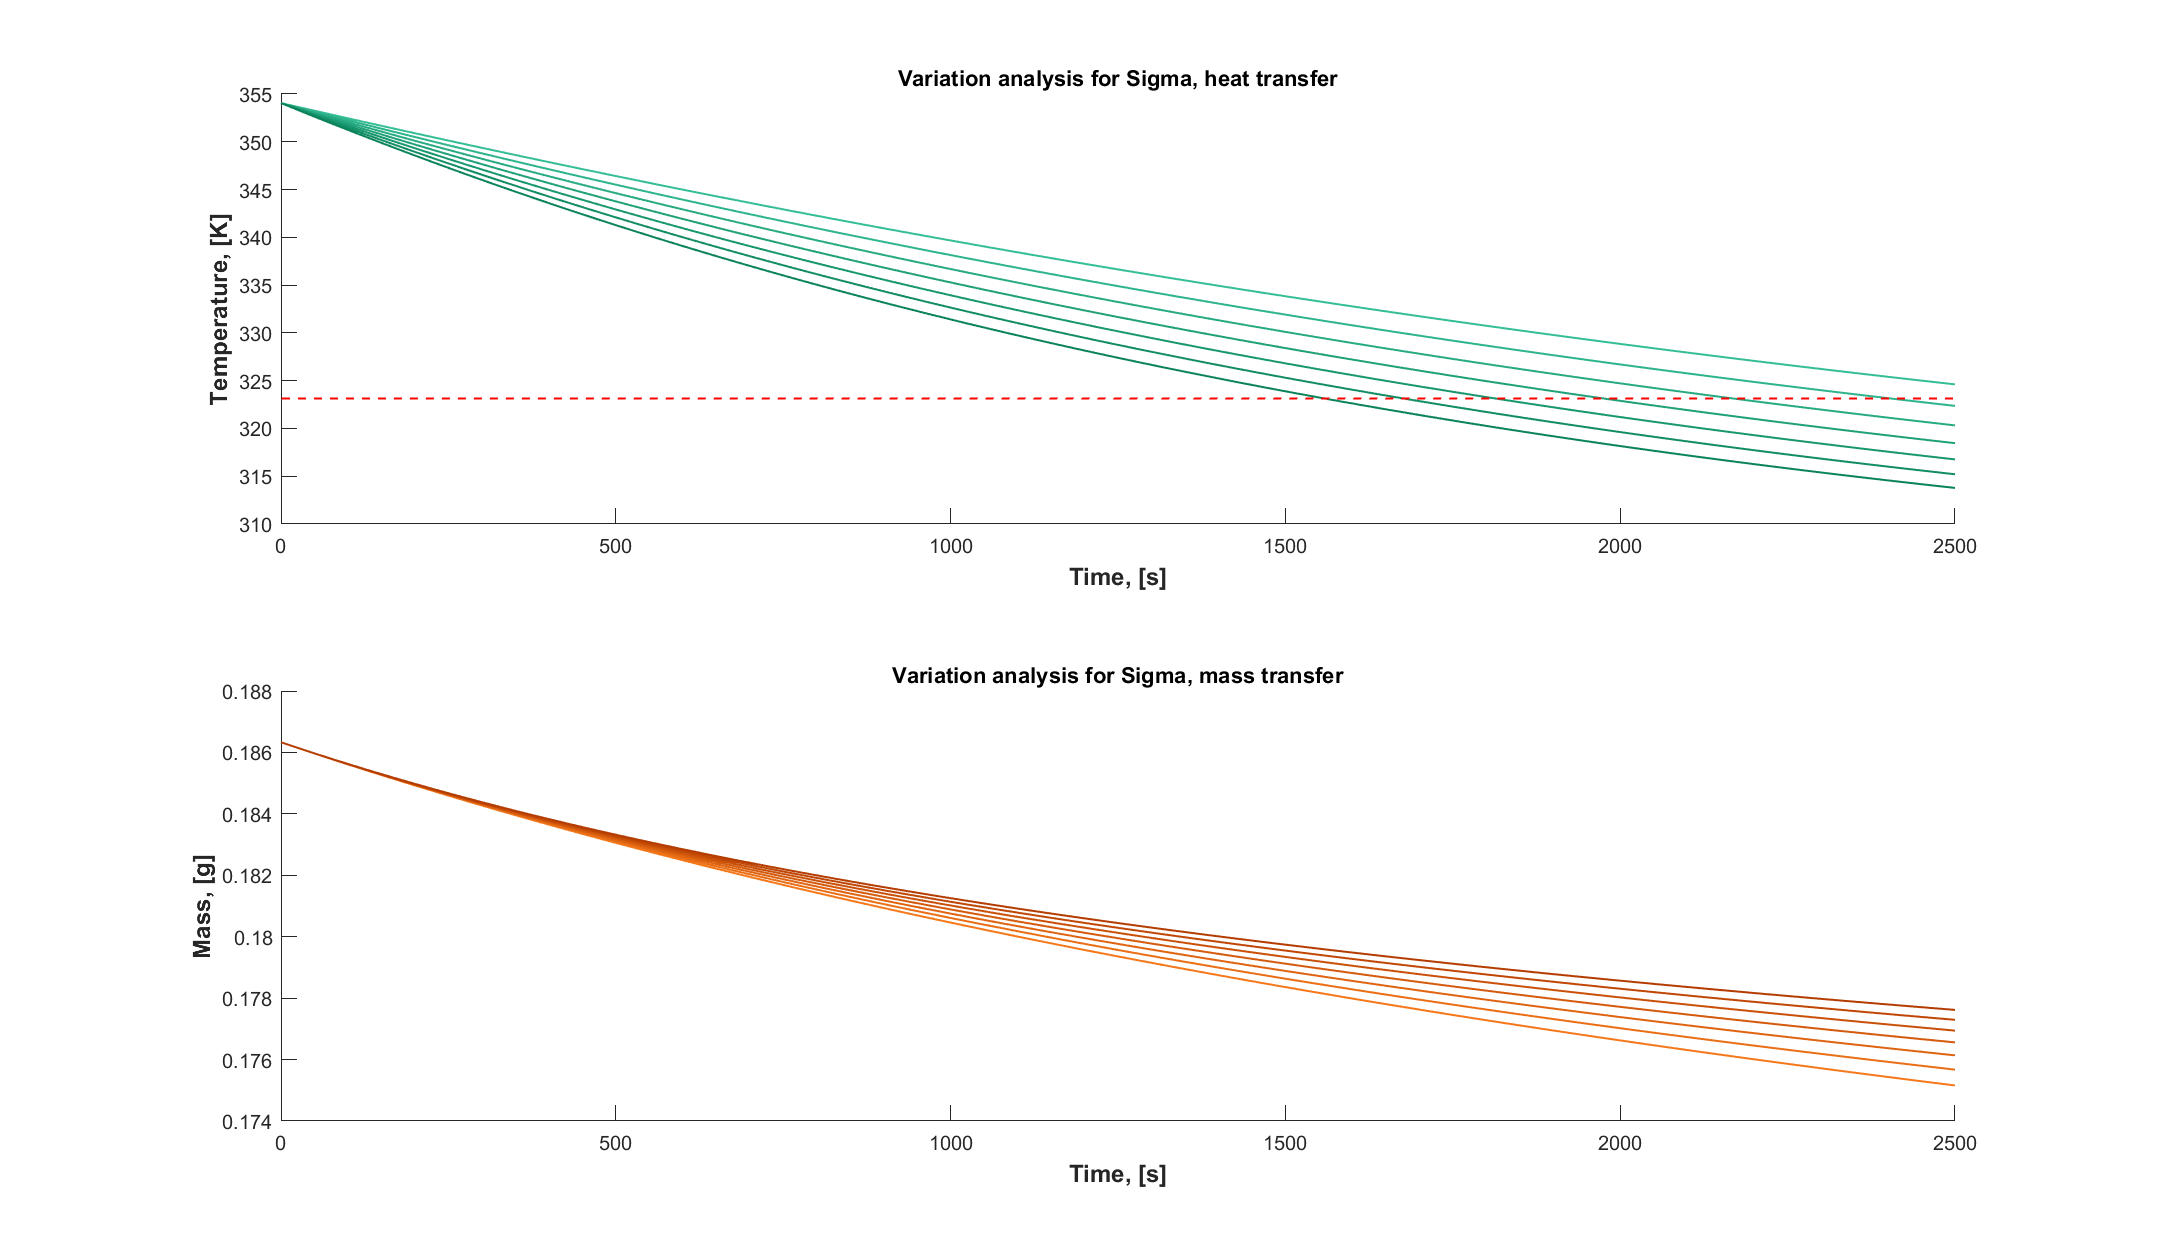 Variation analysis for Sigma, heat transfer
355
350
345
340
335
330
325
320
315
310
Temperature, [K]
0 500 1000 1500 2000 2500
Time, [s]
Variation analysis for Sigma, mass transfer
0.188
0.186
0.184
0.182
0.18
0.178
0.176
0.174
Mass, [g]
0 500 1000 1500 2000 2500
Time, [s]